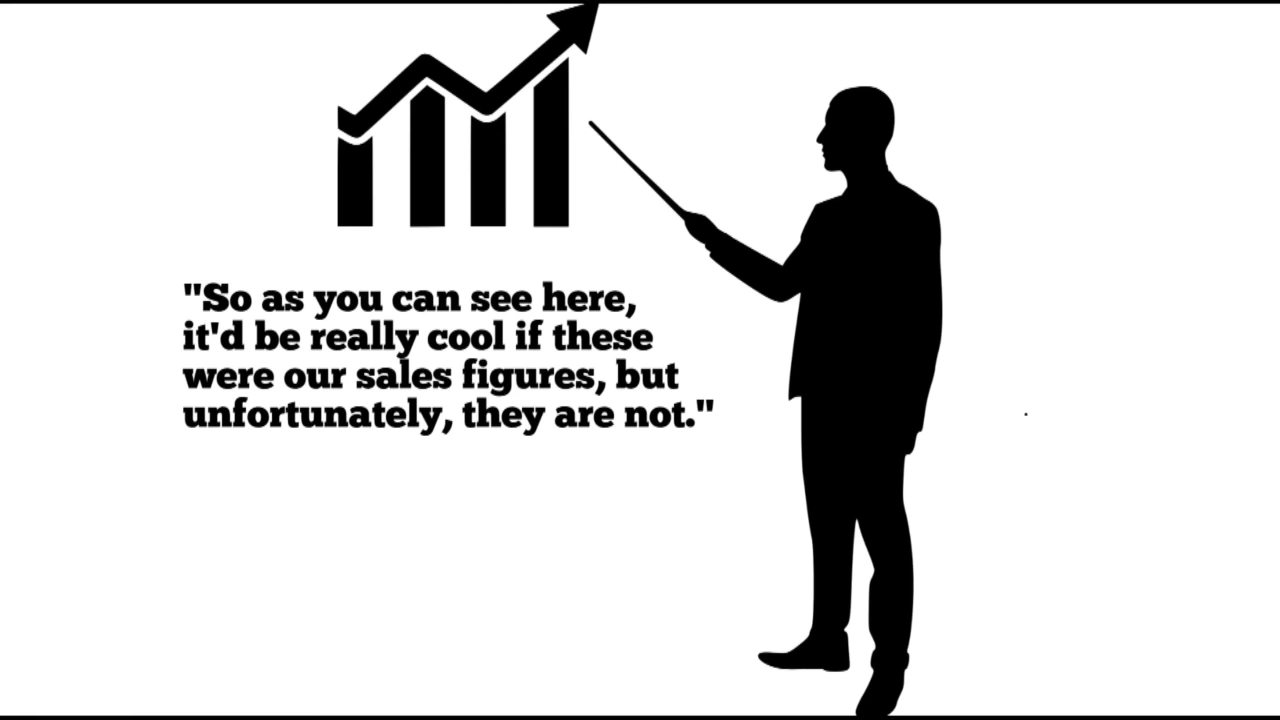 "So as you can see here,
it'd be really cool if these
were our sales figures, but
unfortunately, they are not."